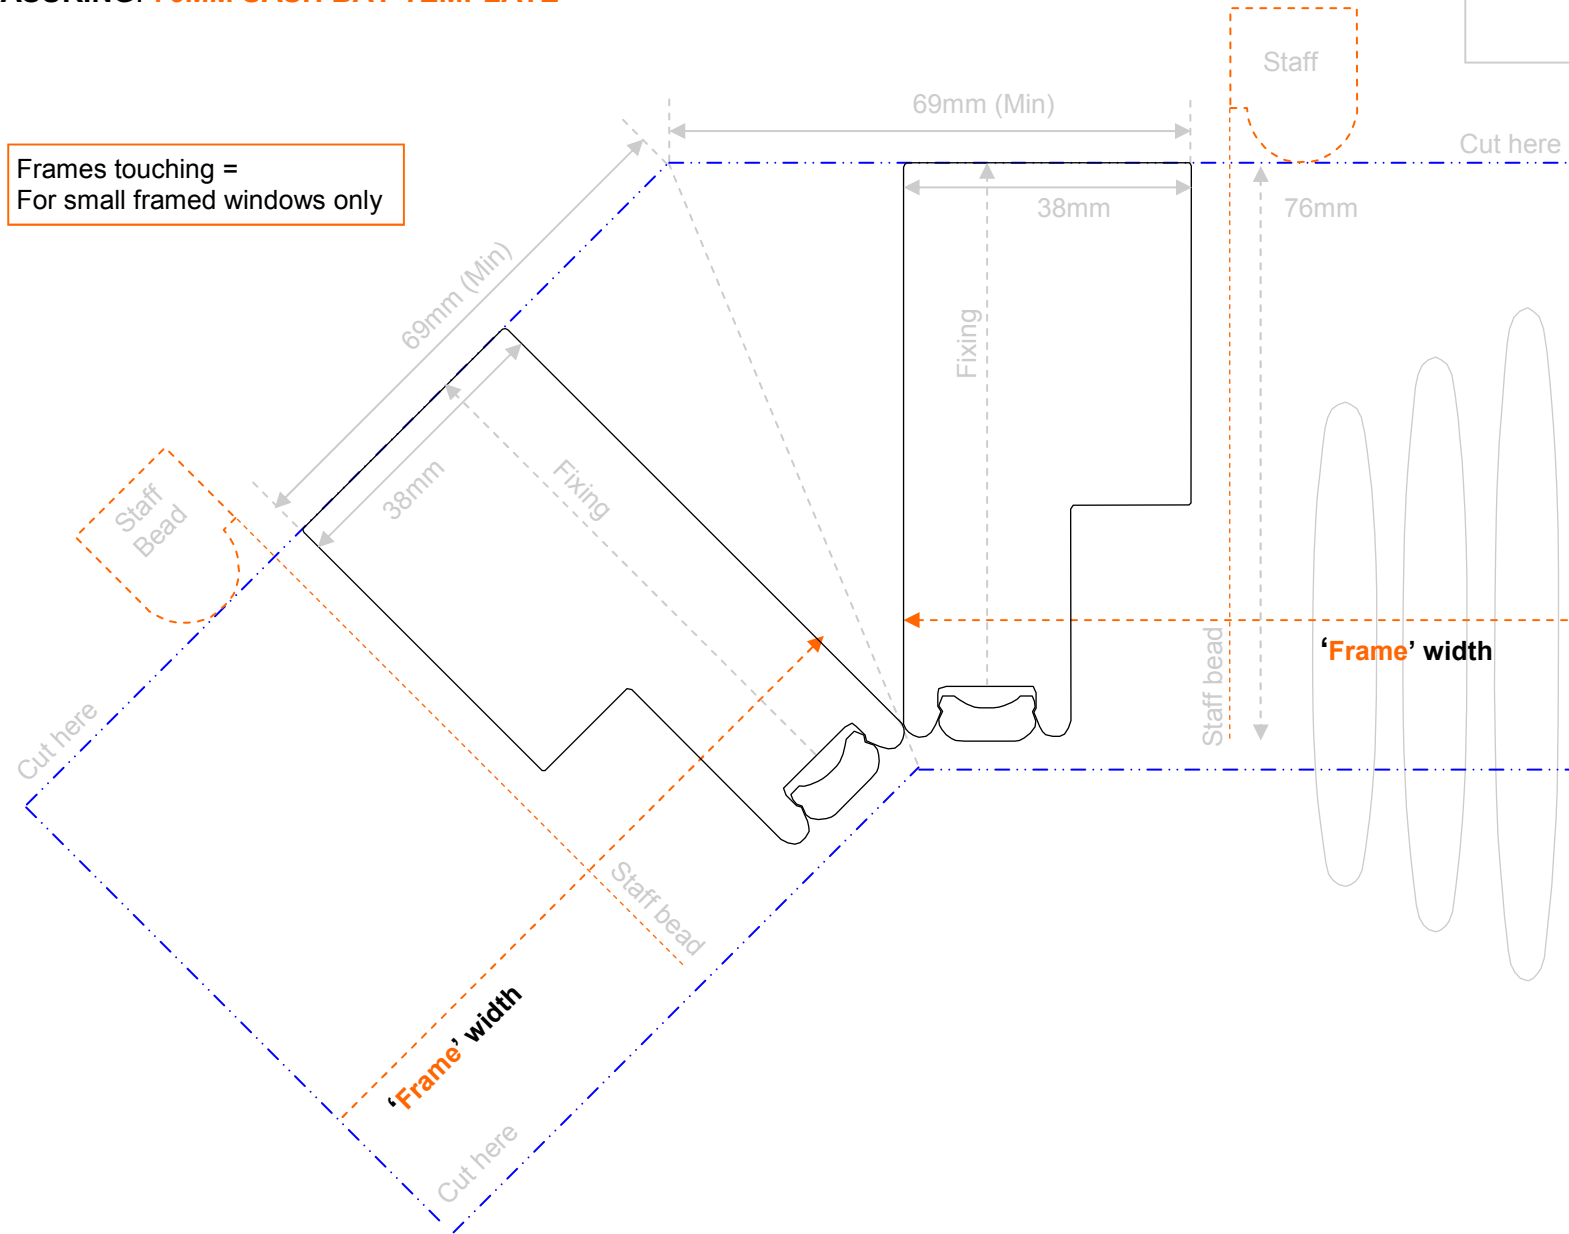 Staff
69mm (Min)
Cut here
Frames touching =
For small framed windows only
38mm
76mm
69mm (Min)
Fixing
38mm
Fixing
Staff
Bead
Staff bead
‘Frame’ width
Cut here
Staff bead
‘Frame’ width
Cut here